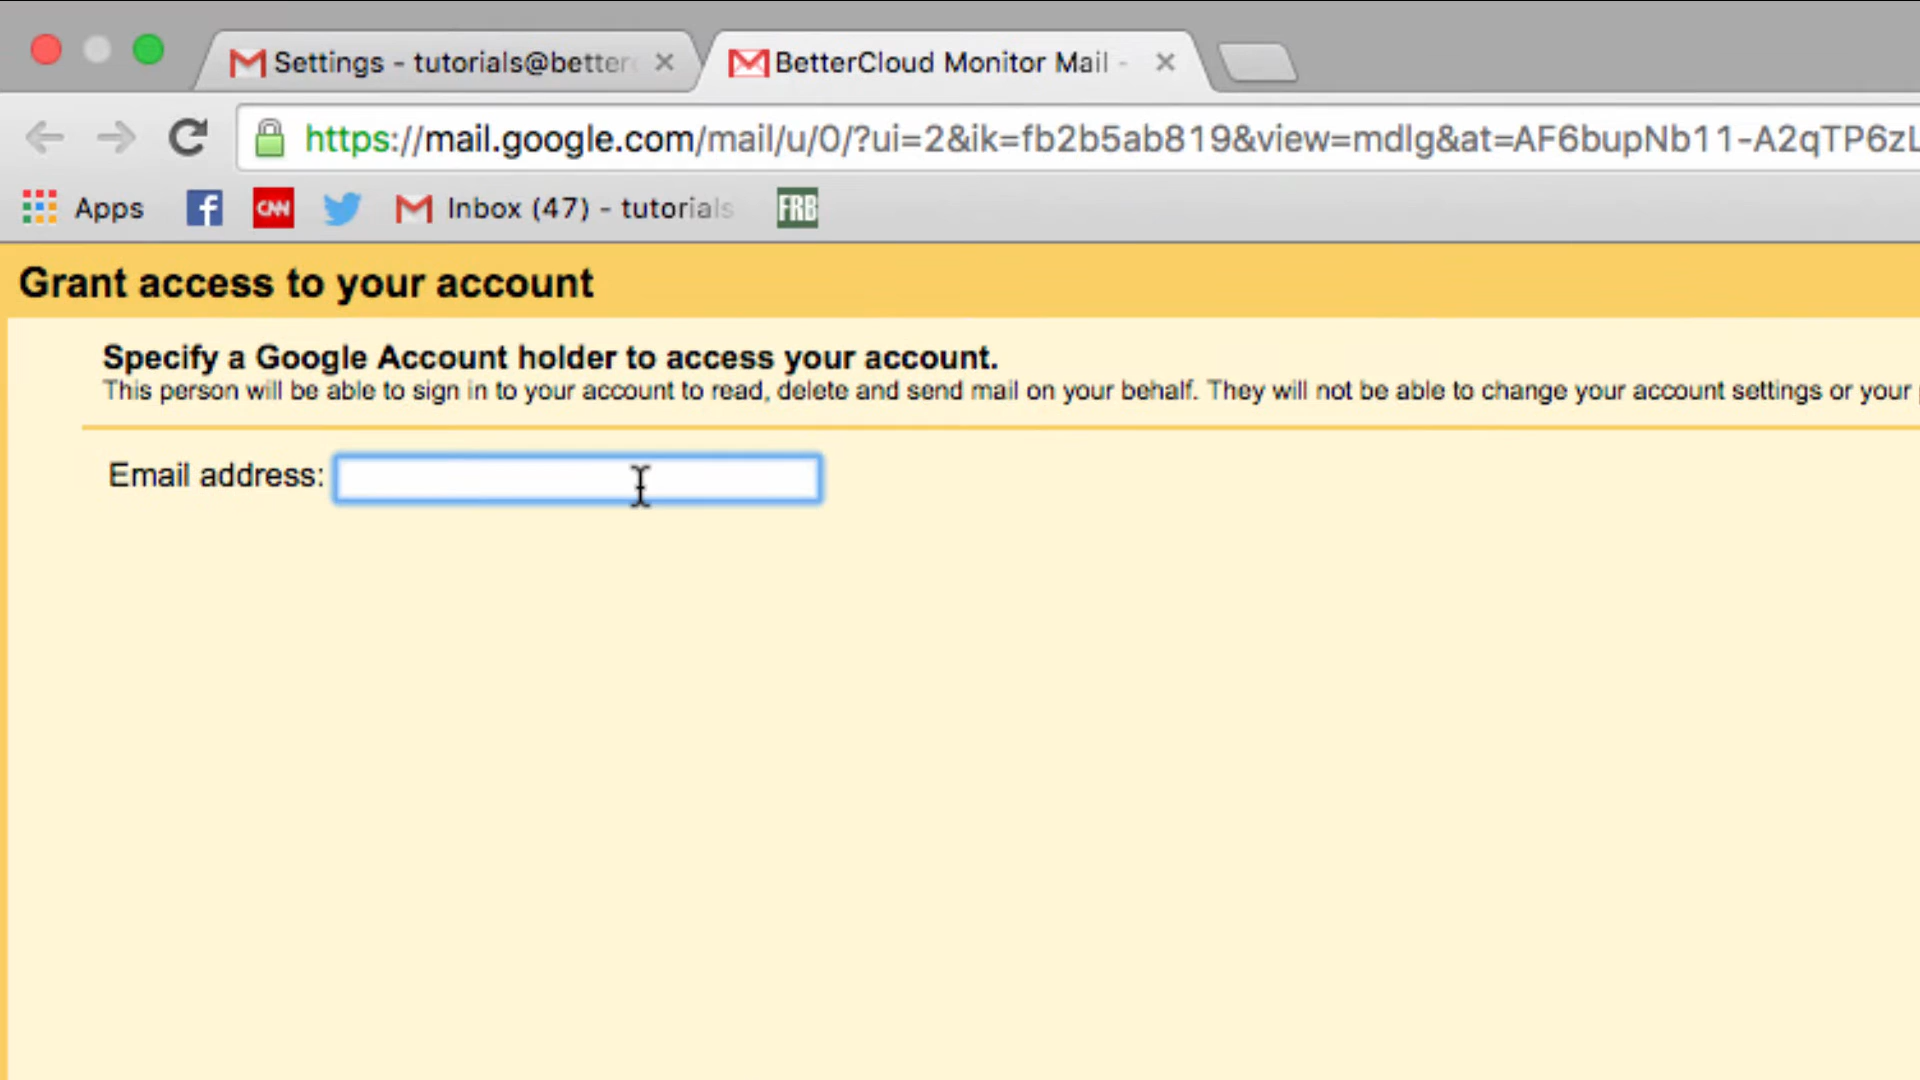 Settings - tutorials@better
BetterCloud Monitor Mail -
https://mail.google.com/mail/u/0/?ui=2&ik=fb2b5ab819&view=mdlg&at=AF6bupNb11-A2qTP6zL
Apps
CNN
Inbox (47) - tutorials
FRB
Grant access to your account
Specify a Google Account holder to access your account.
This person will be able to sign in to your account to read, delete and send mail on your behalf. They will not be able to change your account settings or your
Email address: